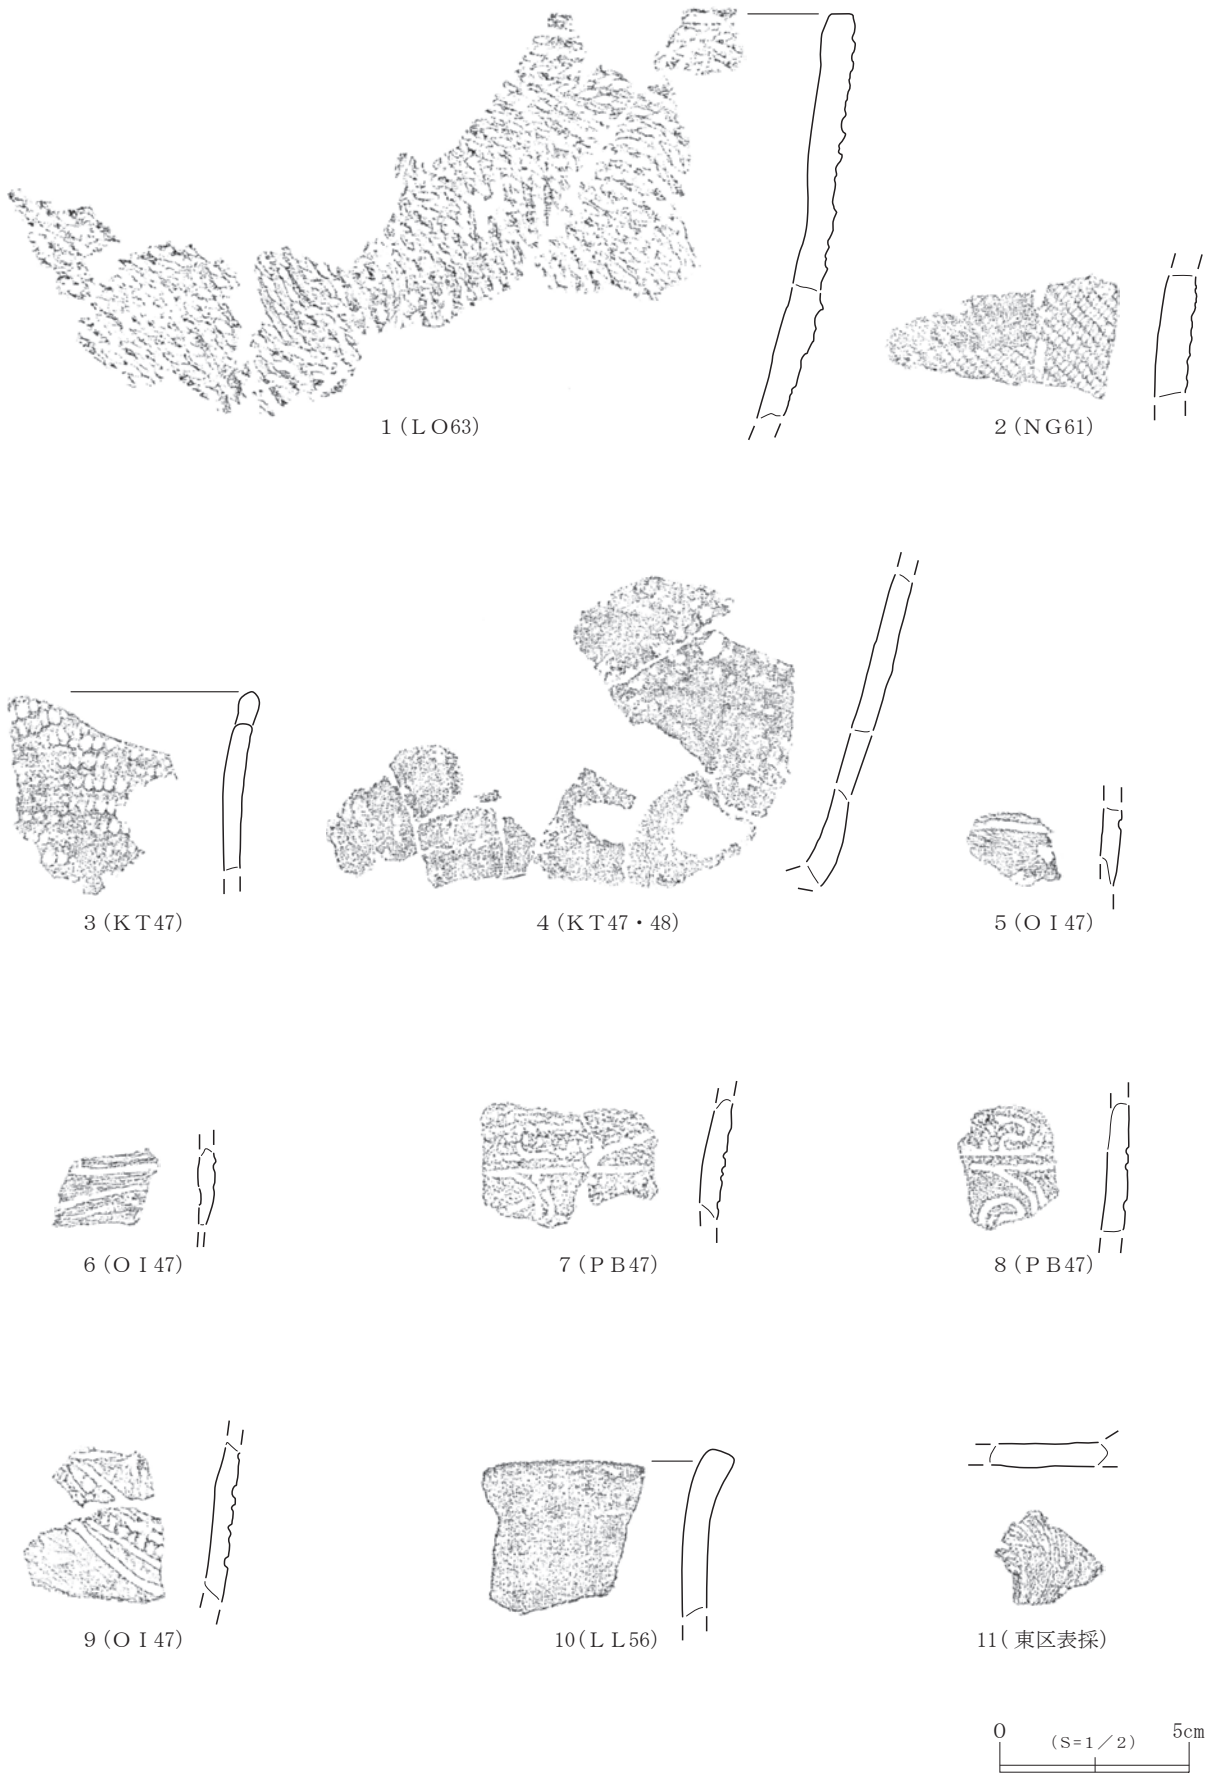 １（ＬＯ63）
２（ＮＧ61）
３（ＫＴ47）
４（ＫＴ47・48）
５（ＯＩ47）
６（ＯＩ47）
７（ＰＢ47）
８（ＰＢ47）
９（ＯＩ47）
10（ＬＬ56）
11（東区表採）
０ （S=１／２） 5cm